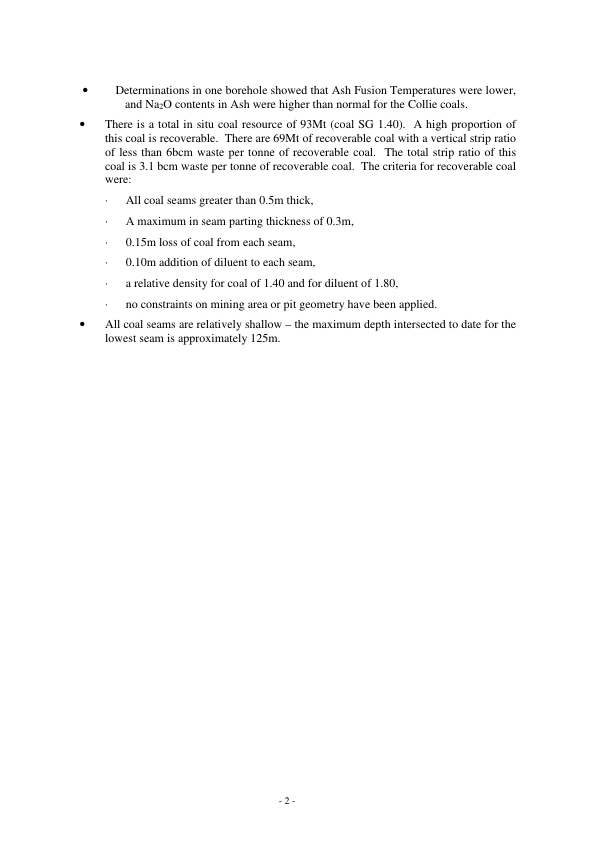 • Determinations in one borehole showed that Ash Fusion Temperatures were lower,
and Na₂O contents in Ash were higher than normal for the Collie coals.
• There is a total in situ coal resource of 93Mt (coal SG 1.40). A high proportion of
this coal is recoverable. There are 69Mt of recoverable coal with a vertical strip ratio
of less than 6bcm waste per tonne of recoverable coal. The total strip ratio of this
coal is 3.1 bcm waste per tonne of recoverable coal. The criteria for recoverable coal
were:
· All coal seams greater than 0.5m thick,
· A maximum in seam parting thickness of 0.3m,
· 0.15m loss of coal from each seam,
· 0.10m addition of diluent to each seam,
· a relative density for coal of 1.40 and for diluent of 1.80,
· no constraints on mining area or pit geometry have been applied.
• All coal seams are relatively shallow – the maximum depth intersected to date for the
lowest seam is approximately 125m.
- 2 -